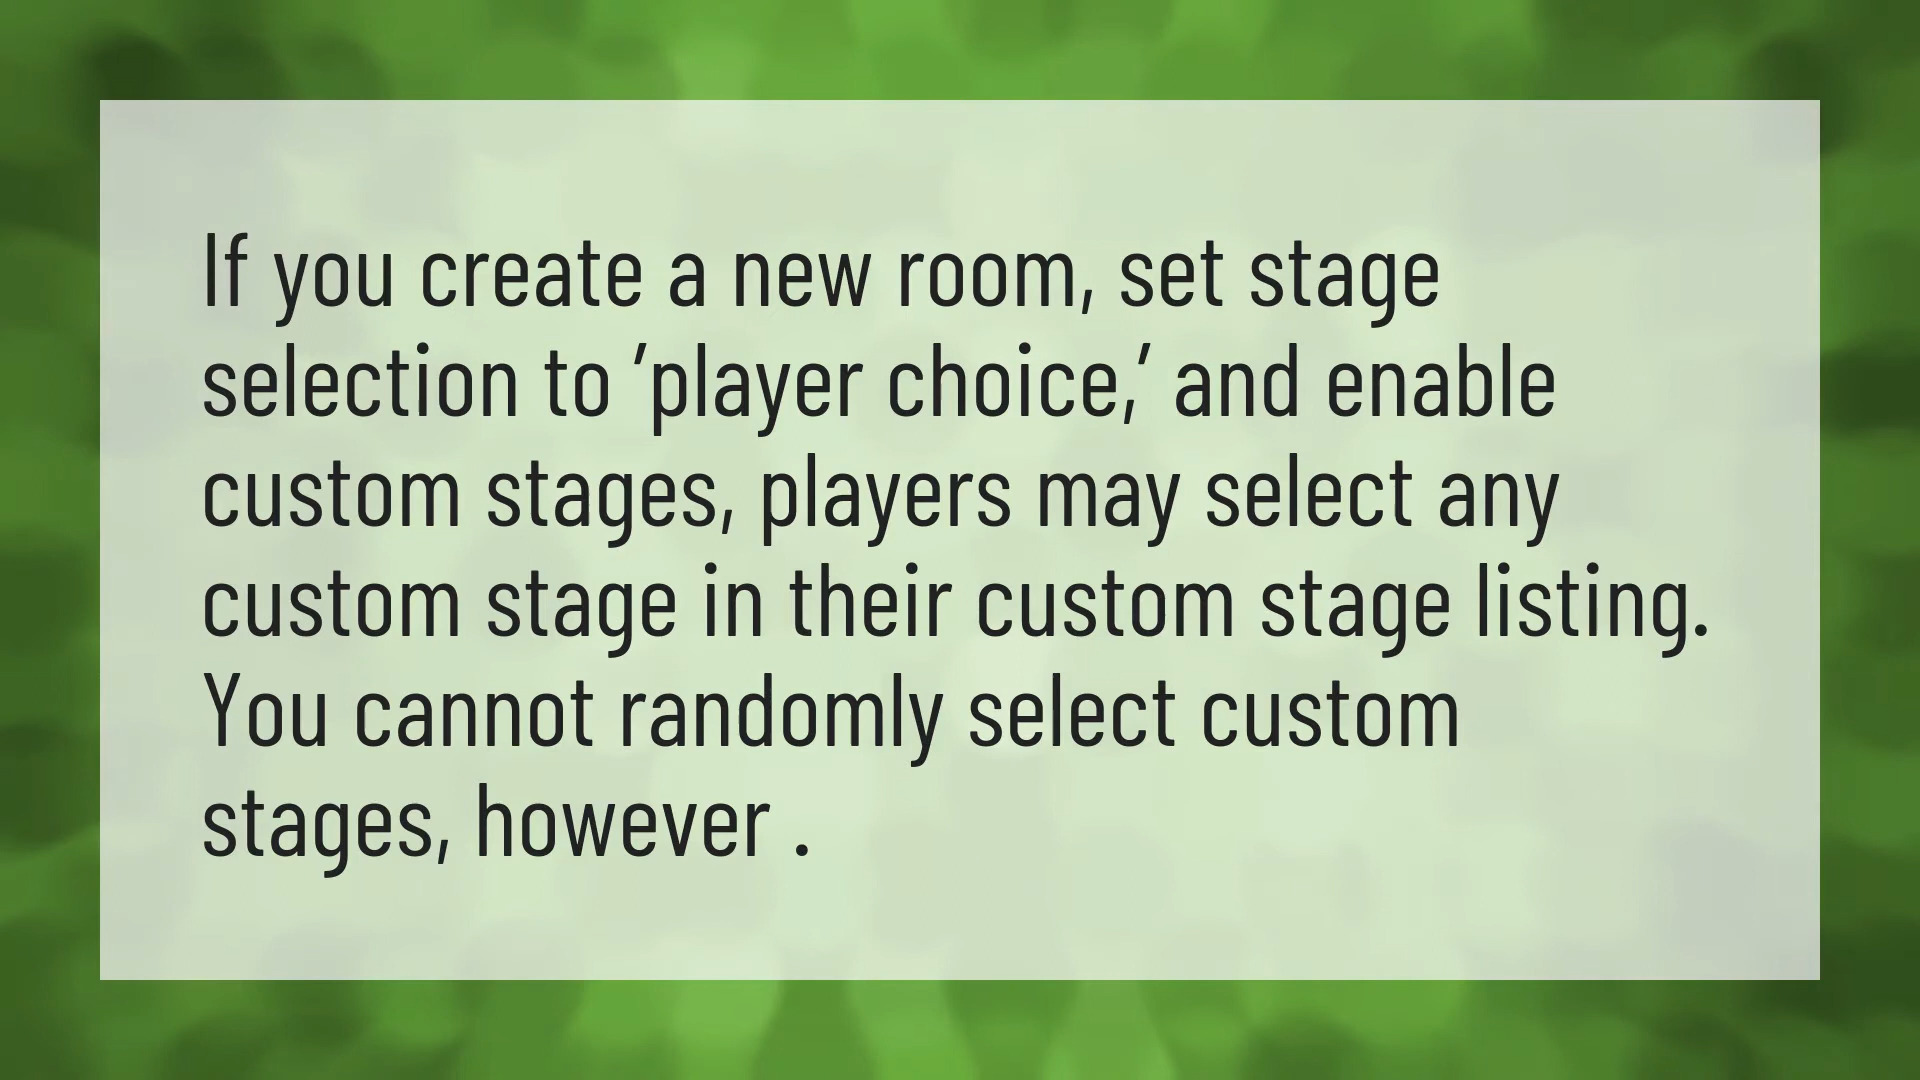 If you create a new room, set stage
selection to ‘player choice,’ and enable
custom stages, players may select any
custom stage in their custom stage listing.
You cannot randomly select custom
stages, however .